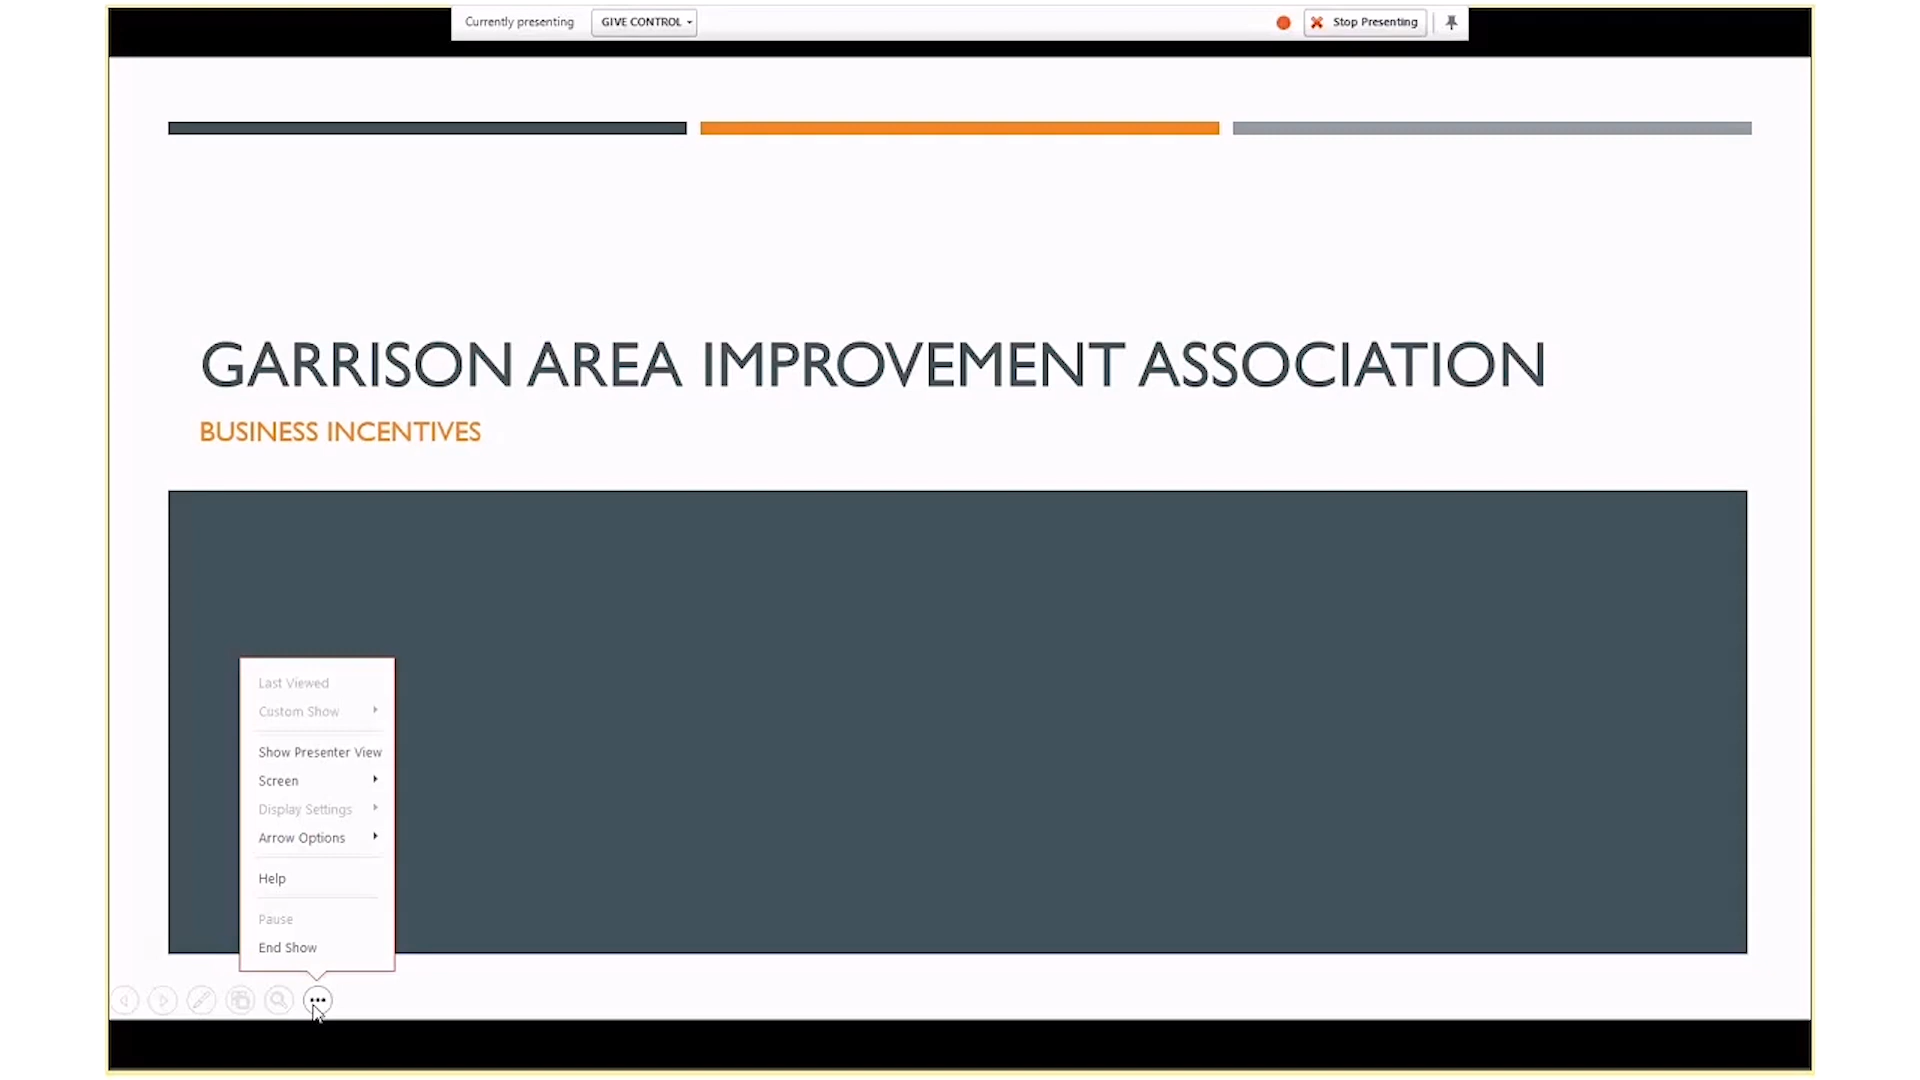 Currently presenting
GIVE CONTROL
Stop Presenting
GARRISON AREA IMPROVEMENT ASSOCIATION
BUSINESS INCENTIVES
Last Viewed
Custom Show
Show Presenter View
Screen
Display Settings
Arrow Options
Help
Pause
End Show